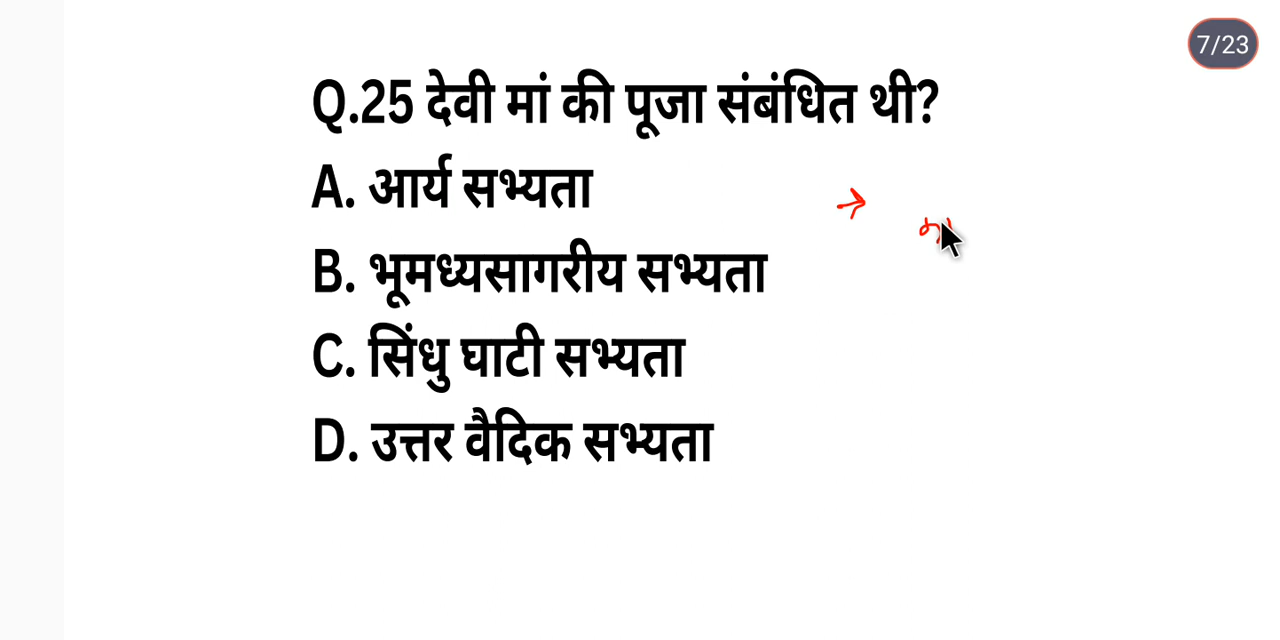 7/23
Q.25 देवी मां की पूजा संबंधित थी?
A. आर्य सभ्यता
B. भूमध्यसागरीय सभ्यता
C. सिंधु घाटी सभ्यता
D. उत्तर वैदिक सभ्यता